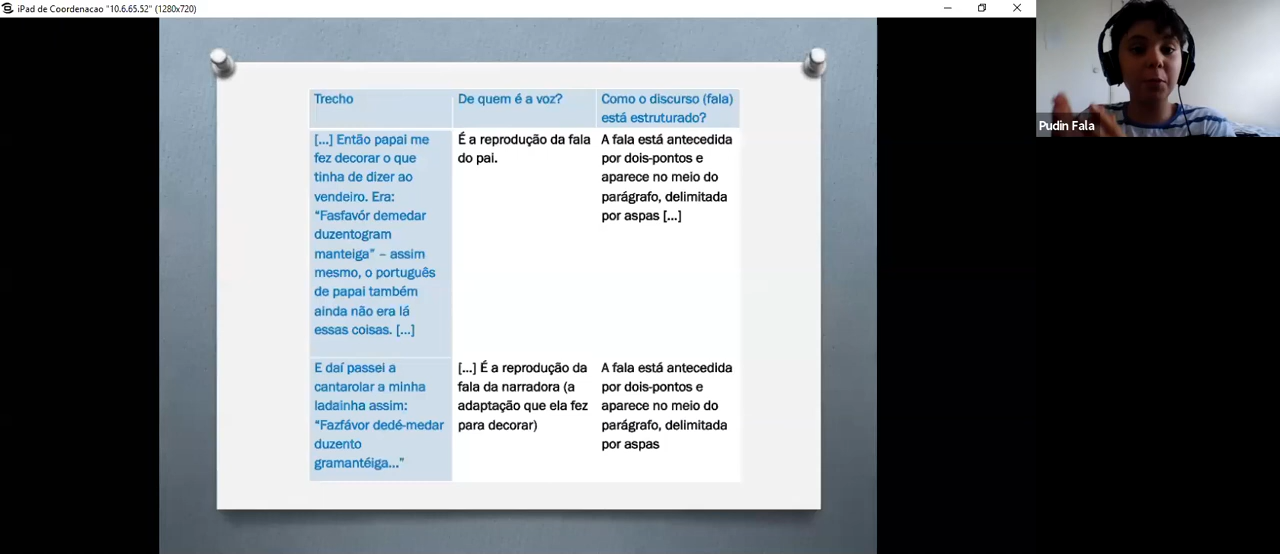 iPad de Coordenacao "10.6.65.52" (1280x720)
Trecho
De quem é a voz?
Como o discurso (fala)
está estruturado?
[...] Então papai me
fez decorar o que
tinha de dizer ao
vendeiro. Era:
“Fasfavór demedar
duzentogram
manteiga” – assim
mesmo, o português
de papai também
ainda não era lá
essas coisas. [...]
É a reprodução da fala
do pai.
A fala está antecedida
por dois-pontos e
aparece no meio do
parágrafo, delimitada
por aspas [...]
E daí passei a
cantarolar a minha
ladainha assim:
“Fazfávor dedé-medar
duzento
gramantéiga...”
[...] É a reprodução da
fala da narradora (a
adaptação que ela fez
para decorar)
A fala está antecedida
por dois-pontos e
aparece no meio do
parágrafo, delimitada
por aspas
Pudin Fala